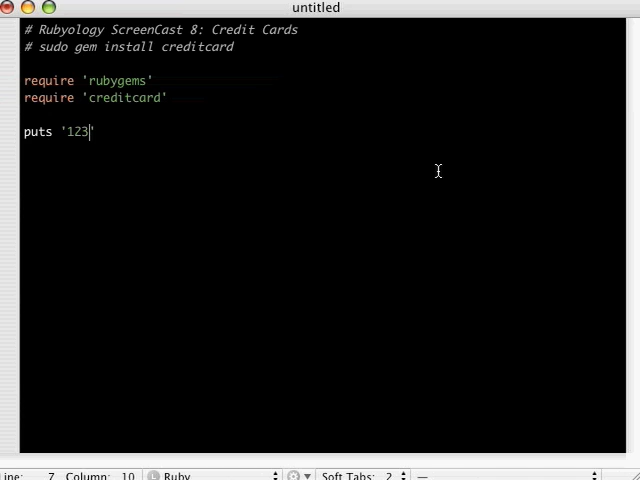 untitled
# Rubyology ScreenCast 8: Credit Cards
# sudo gem install creditcard
require 'rubygems'
require 'creditcard'
puts '123'
Line: 7 Column: 10 L Ruby Soft Tabs: 2 —